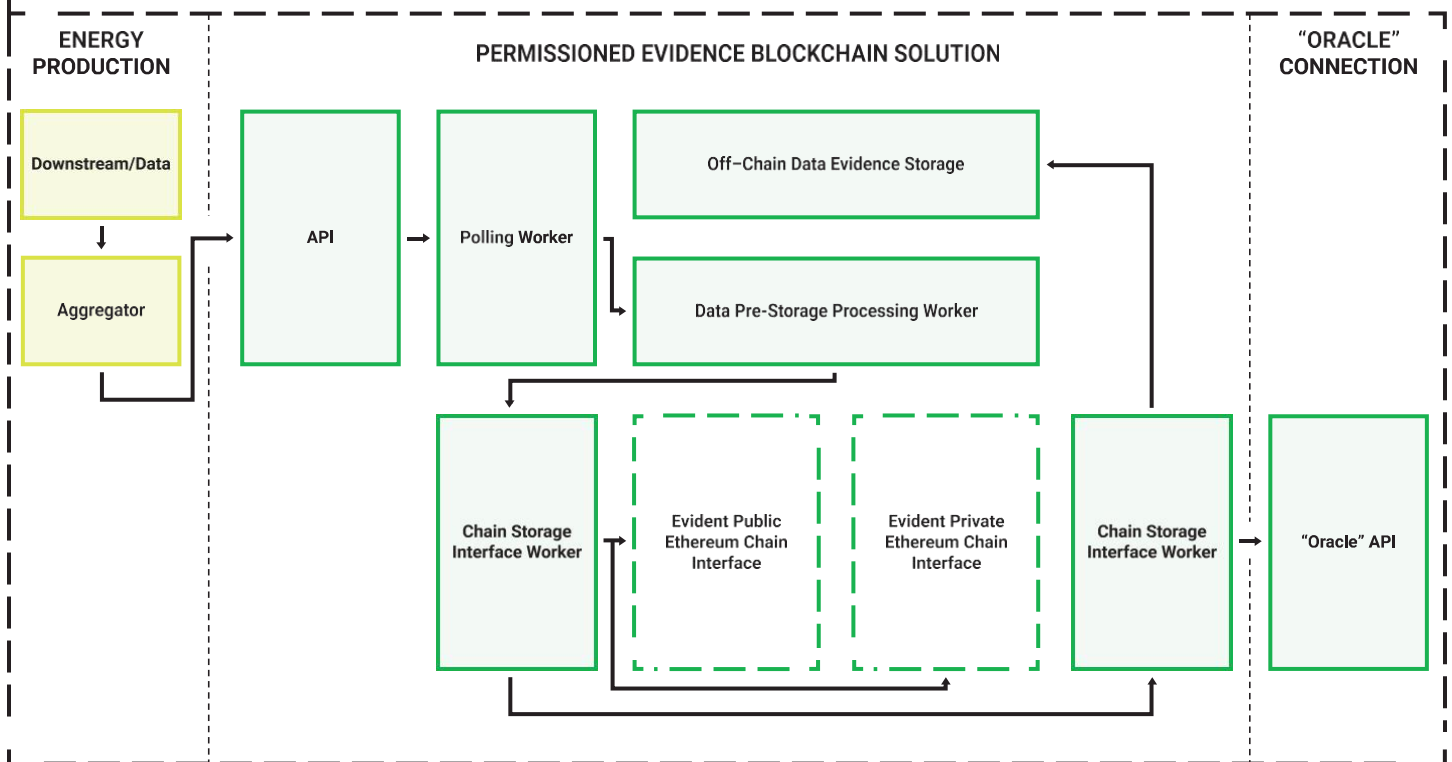 ENERGY
PRODUCTION
PERMISSIONED EVIDENCE BLOCKCHAIN SOLUTION
“ORACLE”
CONNECTION
Downstream/Data
Aggregator
API
Polling Worker
Off–Chain Data Evidence Storage
Data Pre-Storage Processing Worker
Chain Storage
Interface Worker
Evident Public
Ethereum Chain
Interface
Evident Private
Ethereum Chain
Interface
Chain Storage
Interface Worker
“Oracle” API